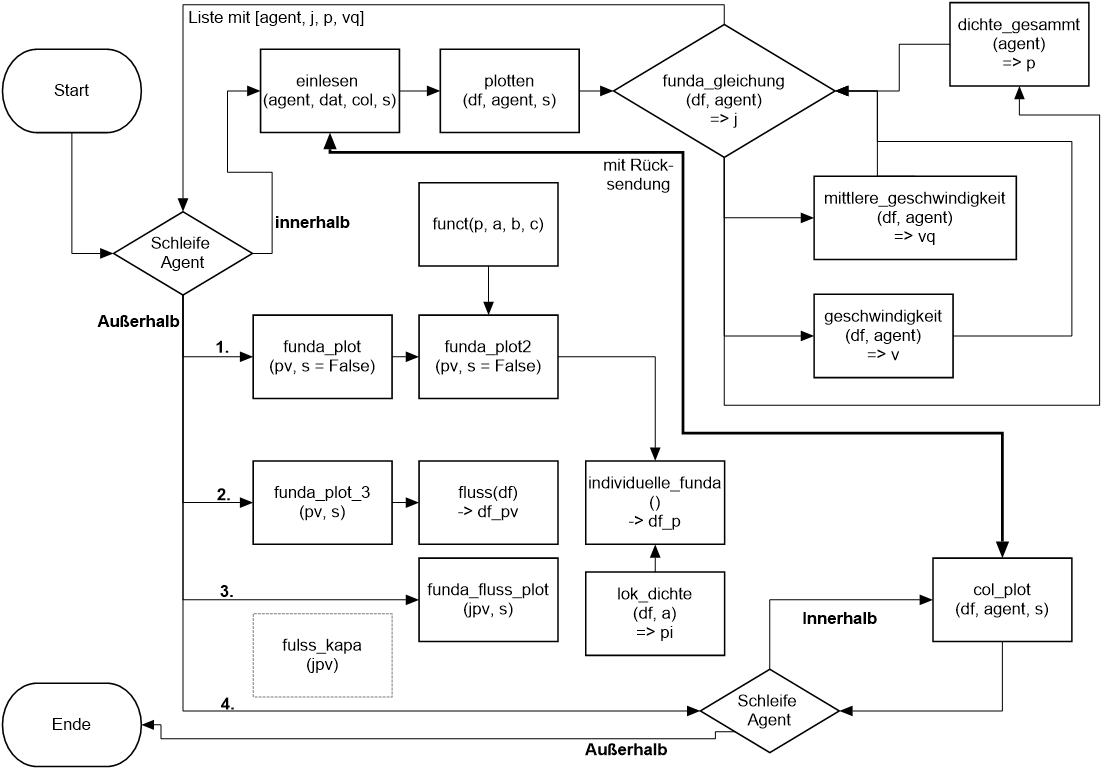 Liste mit [agent, j, p, vq]
Start
einlesen
(agent, dat, col, s)
plotten
(df, agent, s)
funda_gleichung
(df, agent)
=> j
dichte_gesammt
(agent)
=> p
mit Rück-
sendung
mittlere_geschwindigkeit
(df, agent)
=> vq
innerhalb
funct(p, a, b, c)
Schleife
Agent
Außerhalb
geschwindigkeit
(df, agent)
=> v
1.
funda_plot
(pv, s = False)
funda_plot2
(pv, s = False)
2.
funda_plot_3
(pv, s)
fluss(df)
-> df_pv
individuelle_funda
()
-> df_p
3.
funda_fluss_plot
(jpv, s)
lok_dichte
(df, a)
=> pi
col_plot
(df, agent, s)
Innerhalb
fulss_kapa
(jpv)
4.
Schleife
Agent
Ende
Außerhalb